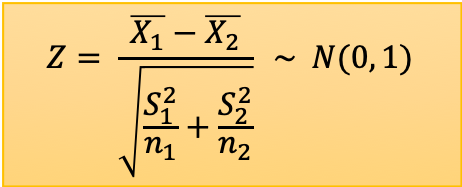 Z = (X̅₁ − X̅₂) / √(S₁²/n₁ + S₂²/n₂) ~ N(0,1)